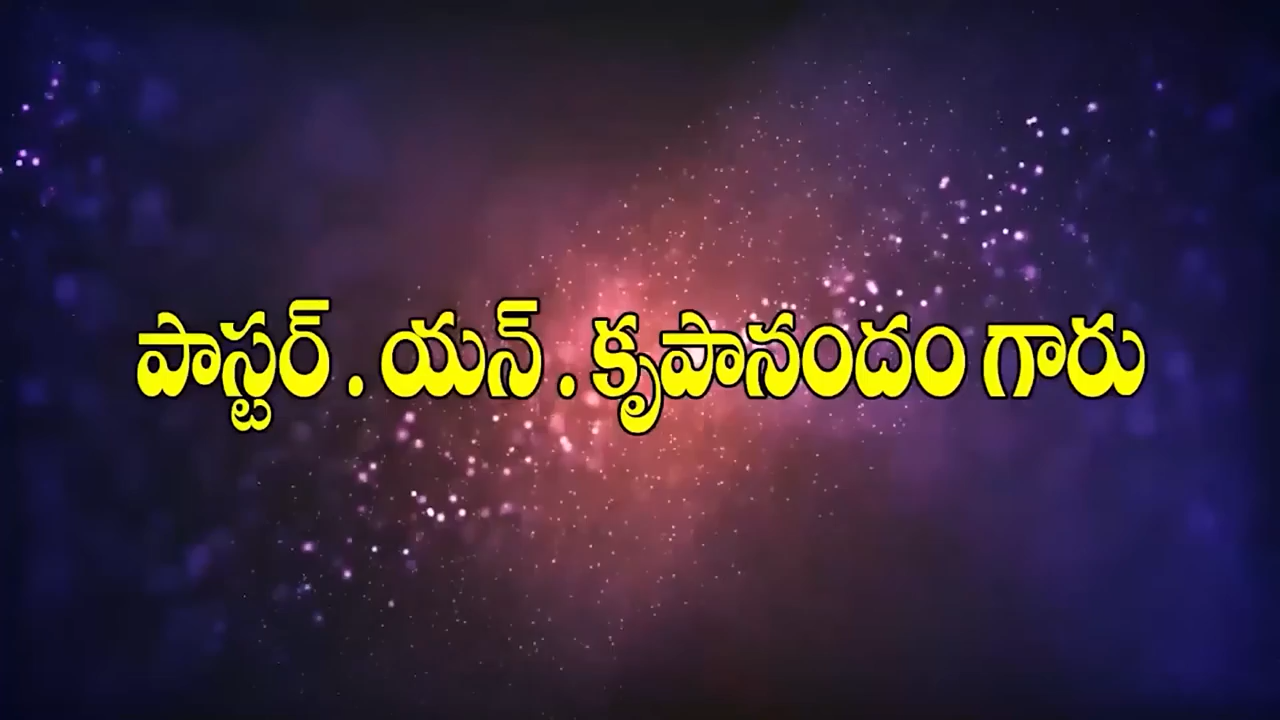 పాస్టర్ . యన్ . కృపానందం గారు